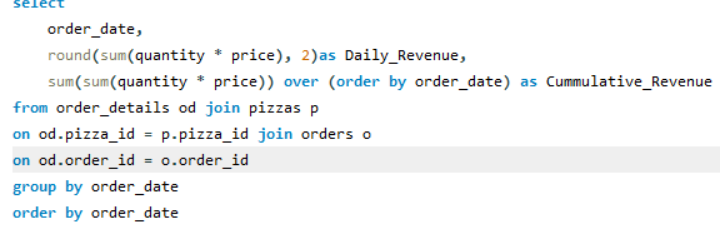 select
order_date,
round(sum(quantity * price), 2)as Daily_Revenue,
sum(sum(quantity * price)) over (order by order_date) as Cummulative_Revenue
from order_details od join pizzas p
on od.pizza_id = p.pizza_id join orders o
on od.order_id = o.order_id
group by order_date
order by order_date